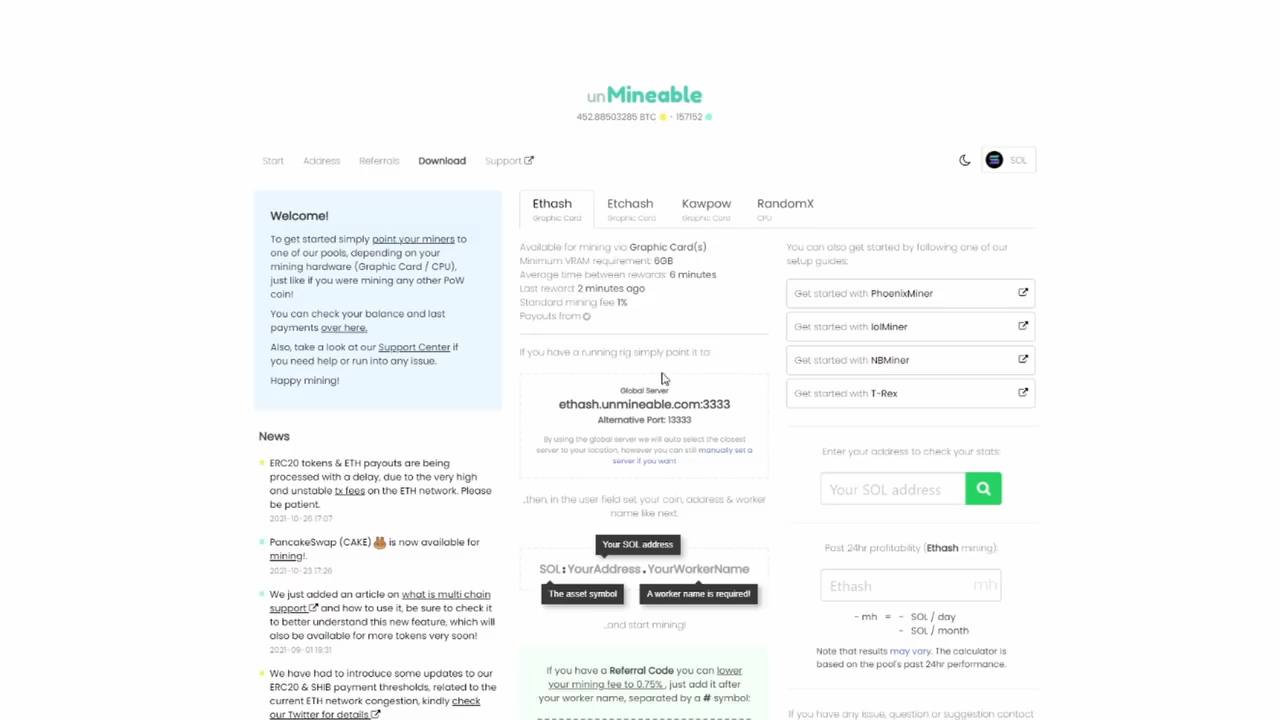 unMineable
452.88503285 BTC • 157152
Start Address Referrals Download Support
SOL
Welcome!
To get started simply point your miners to
one of our pools, depending on your
mining hardware (Graphic Card / CPU),
just like if you were mining any other PoW
coin!
You can check your balance and last
payments over here.
Also, take a look at our Support Center if
you need help or run into any issue.
Happy mining!
News
ERC20 tokens & ETH payouts are being
processed with a delay, due to the very high
and unstable tx fees on the ETH network. Please
be patient.
2021-10-26 17:07
PancakeSwap (CAKE) is now available for
mining!.
2021-10-23 17:26
We just added an article on what is multi chain
support and how to use it, be sure to check it
to better understand this new feature, which will
also be available for more tokens very soon!
2021-09-01 19:31
We have had to introduce some updates to our
ERC20 & SHIB payment thresholds, related to the
current ETH network congestion, kindly check
our Twitter for details
Ethash Etchash Kawpow RandomX
Graphic Card Graphic Card Graphic Card CPU
Available for mining via Graphic Card(s)
Minimum VRAM requirement: 6GB
Average time between rewards: 6 minutes
Last reward: 2 minutes ago
Standard mining fee 1%
Payouts from
If you have a running rig simply point it to:
Global Server
ethash.unmineable.com:3333
Alternative Port: 13333
By using the global server we will auto select the closest
server to your location, however you can still manually set a
server if you want
..then, in the user field set your coin, address & worker
name like next.
Your SOL address
SOL:YourAddress.YourWorkerName
The asset symbol A worker name is required!
..and start mining!
If you have a Referral Code you can lower
your mining fee to 0.75% , just add it after
your worker name, separated by a # symbol:
You can also get started by following one of our
setup guides:
Get started with PhoenixMiner
Get started with lolMiner
Get started with NBMiner
Get started with T-Rex
Enter your address to check your stats:
Your SOL address
Past 24hr profitability (Ethash mining):
Ethash mh
- mh = - SOL / day
- SOL / month
Note that results may vary. The calculator is
based on the pool's past 24hr performance.
If you have any issue, question or suggestion contact